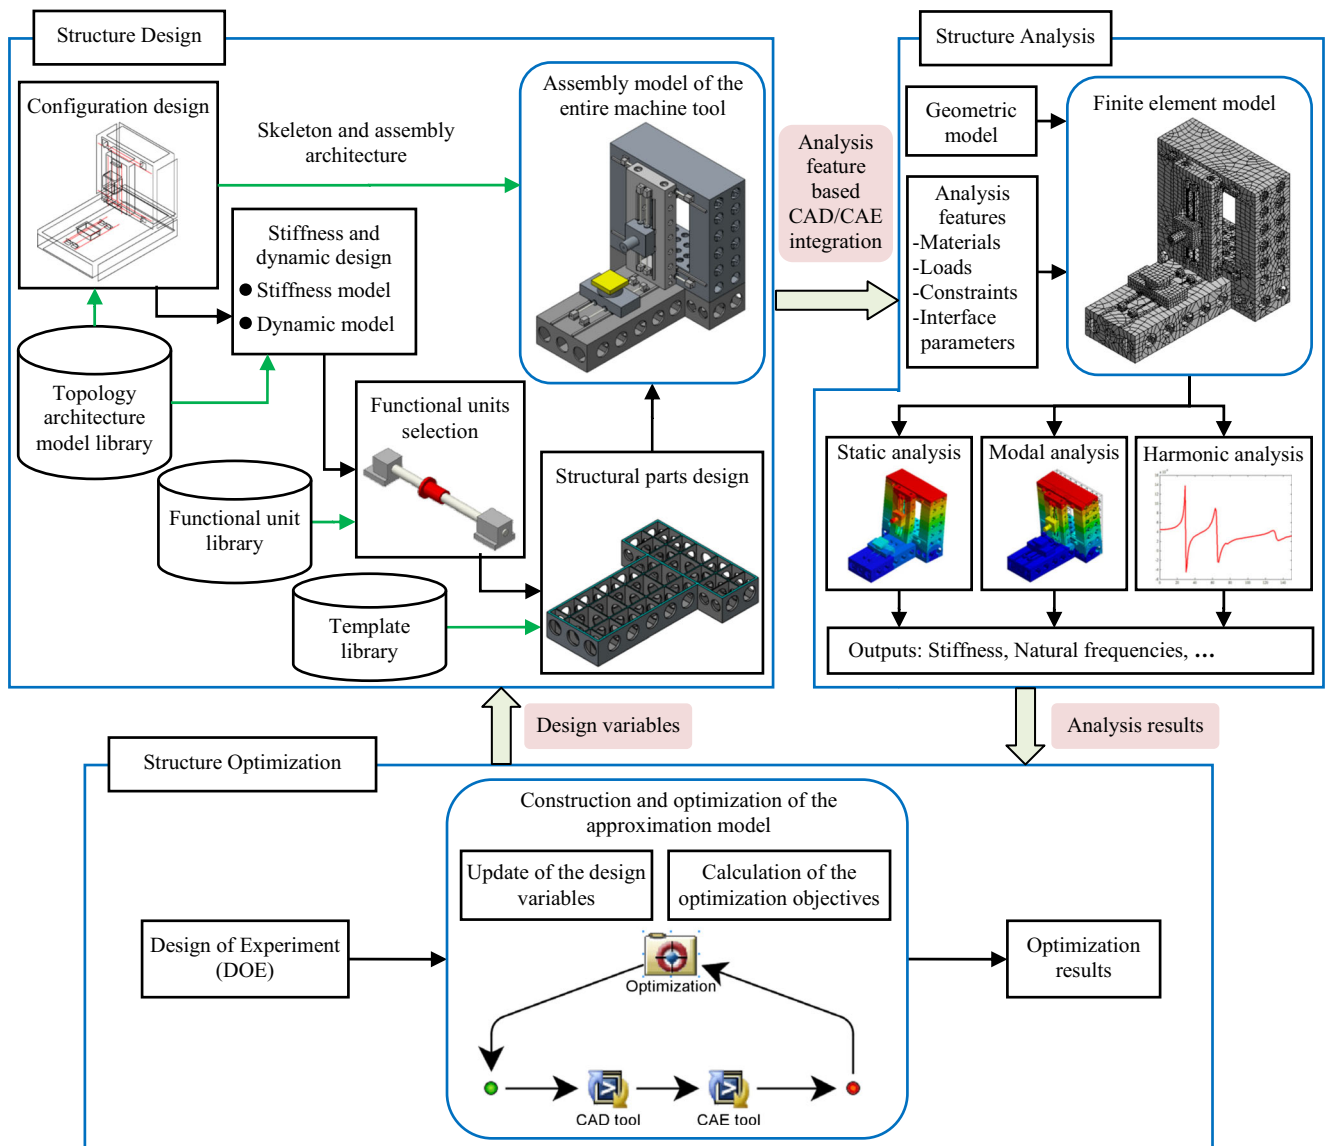 Structure Design
Configuration design
Skeleton and assembly
architecture
Assembly model of the
entire machine tool
Stiffness and
dynamic design
● Stiffness model
● Dynamic model
Topology
architecture
model library
Functional units
selection
Functional unit
library
Structural parts design
Template
library
Analysis
feature
based
CAD/CAE
integration
Structure Analysis
Geometric
model
Finite element model
Analysis
features
-Materials
-Loads
-Constraints
-Interface
parameters
Static analysis
Modal analysis
Harmonic analysis
Outputs: Stiffness, Natural frequencies, ...
Design variables
Analysis results
Structure Optimization
Construction and optimization of the
approximation model
Update of the design
variables
Calculation of the
optimization objectives
Design of Experiment
(DOE)
Optimization
Optimization
results
CAD tool
CAE tool